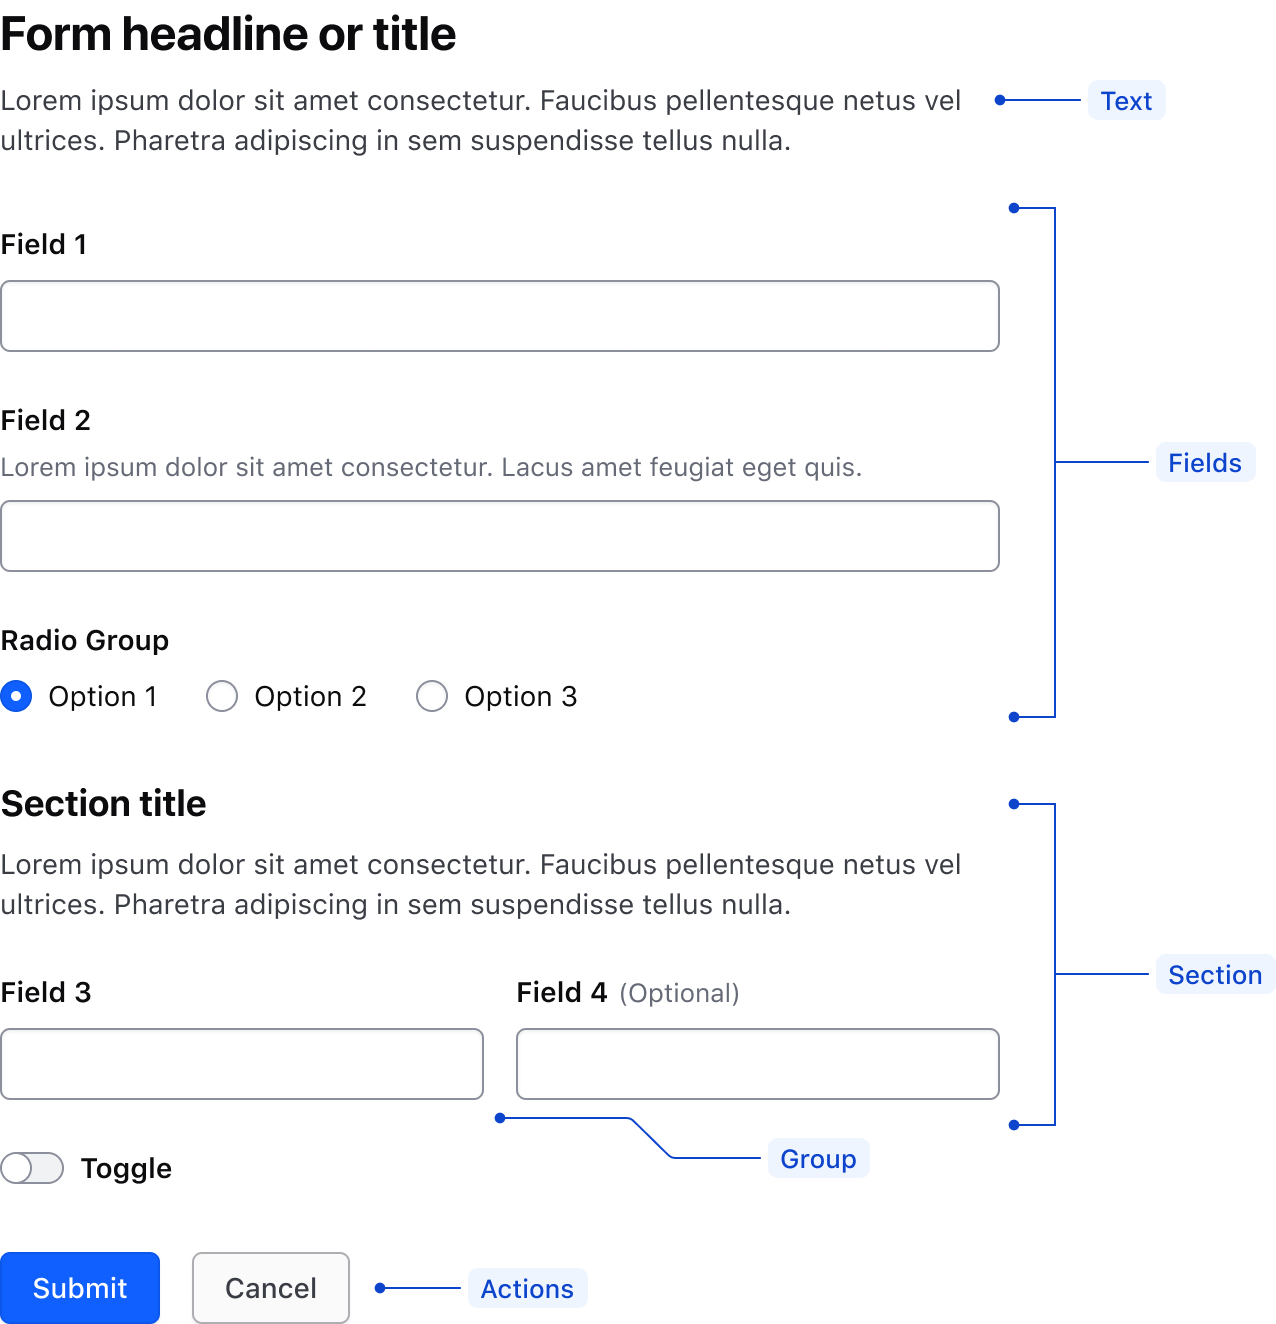 Form headline or title
Lorem ipsum dolor sit amet consectetur. Faucibus pellentesque netus vel
ultrices. Pharetra adipiscing in sem suspendisse tellus nulla.
Text
Field 1
Field 2
Lorem ipsum dolor sit amet consectetur. Lacus amet feugiat eget quis.
Fields
Radio Group
Option 1 Option 2 Option 3
Section title
Lorem ipsum dolor sit amet consectetur. Faucibus pellentesque netus vel
ultrices. Pharetra adipiscing in sem suspendisse tellus nulla.
Section
Field 3 Field 4 (Optional)
Group
Toggle
Submit Cancel Actions